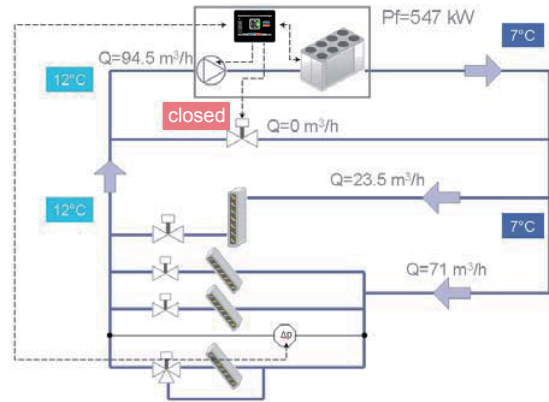 Pf=547 kW
7°C
Q=94.5 m³/h
12°C
closed
Q=0 m³/h
Q=23.5 m³/h
12°C
7°C
Q=71 m³/h
Δp